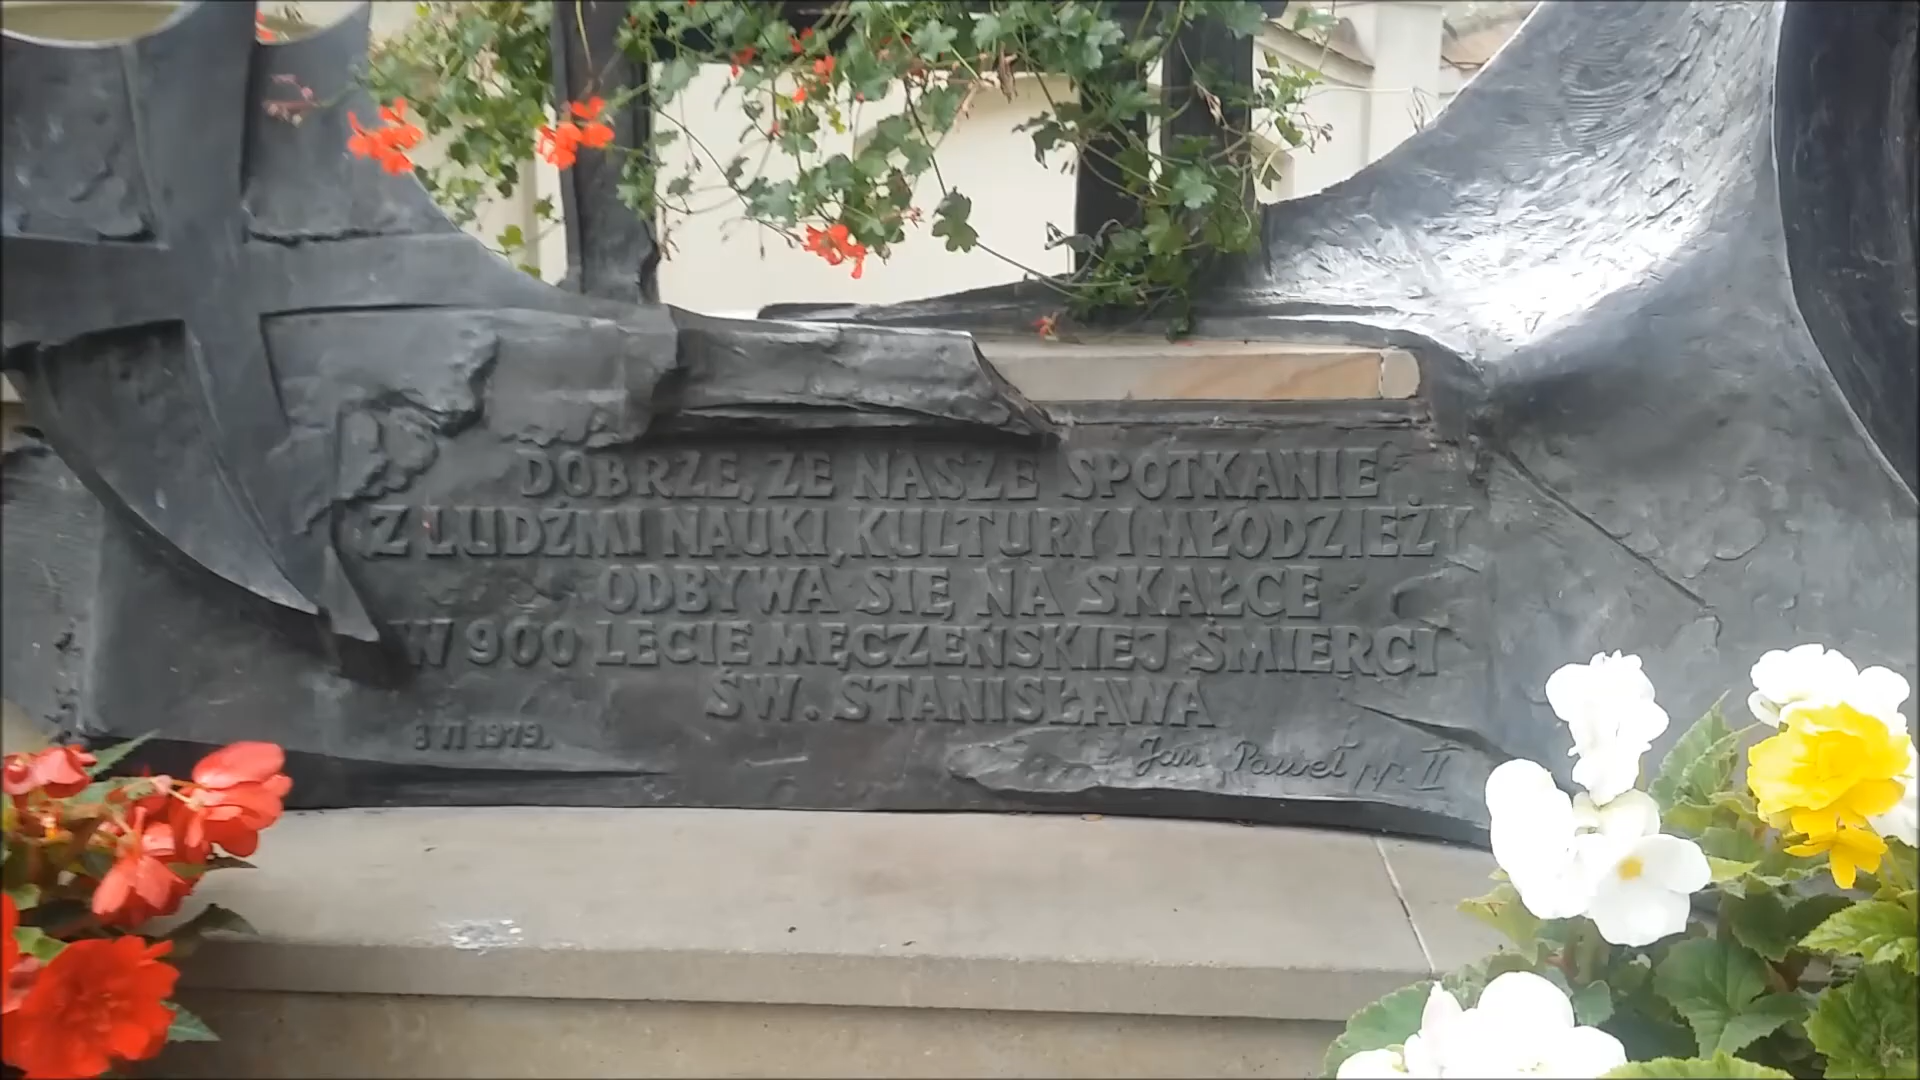 DOBRZE, ŻE NASZE SPOTKANIE
Z LUDŹMI NAUKI, KULTURY I MŁODZIEŻY
ODBYWA SIĘ NA SKAŁCE
W 900 LECIE MĘCZEŃSKIEJ ŚMIERCI
ŚW. STANISŁAWA
8 VI 1979.
Jan Paweł pp. II